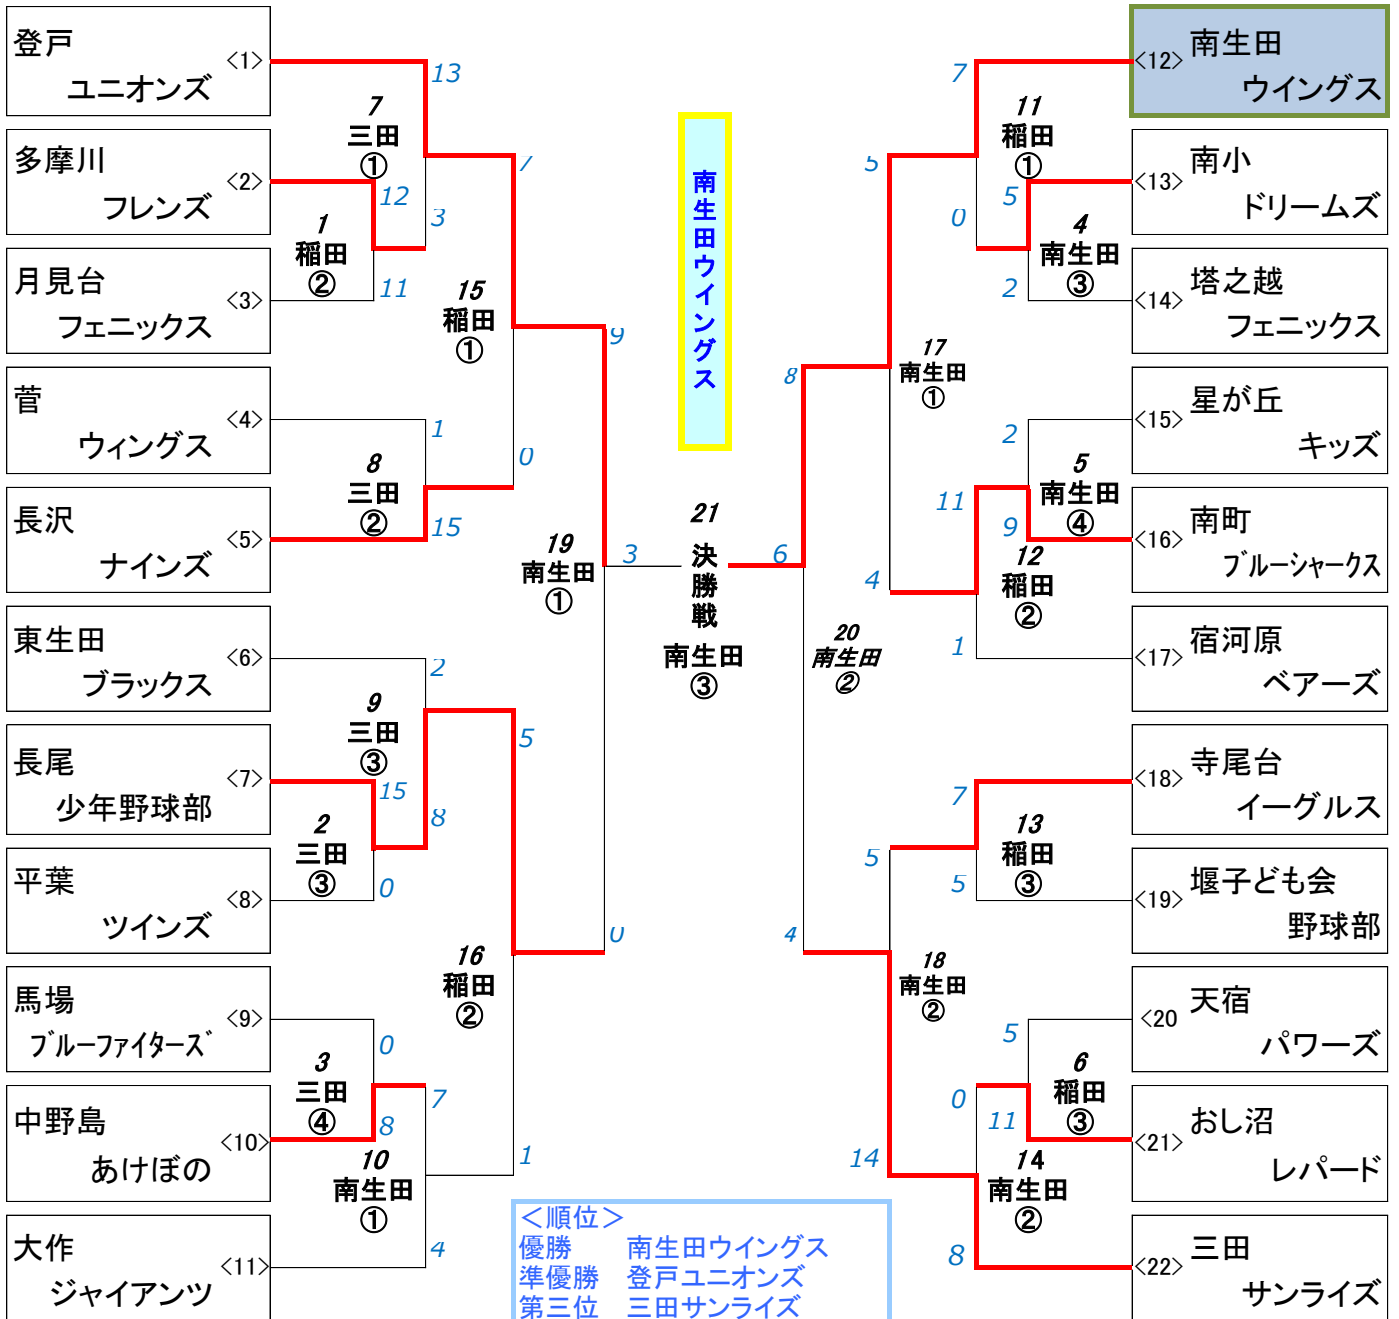 登戸
ユニオンズ
<1>
多摩川
フレンズ
<2>
月見台
フェニックス
<3>
菅
ウィングス
<4>
長沢
ナインズ
<5>
東生田
ブラックス
<6>
長尾
少年野球部
<7>
平葉
ツインズ
<8>
馬場
ブルーファイターズ
<9>
中野島
あけぼの
<10>
大作
ジャイアンツ
<11>
13
7
三田
①
12
3
1
稲田
②
11
7
15
稲田
①
1
8
三田
②
15
0
9
19
南生田
①
3
2
9
三田
③
15
8
2
三田
③
0
5
0
16
稲田
②
0
3
三田
④
8
7
10
南生田
①
4
1
南生田ウイングス
21
決勝戦
南生田
③
6
8
20
南生田
②
4
5
17
南生田
①
4
7
11
稲田
①
0
5
4
南生田
③
2
2
5
南生田
④
9
11
12
稲田
②
1
7
13
稲田
③
5
5
18
南生田
②
14
5
6
稲田
③
11
0
14
南生田
②
8
<12>
南生田
ウイングス
<13>
南小
ドリームズ
<14>
塔之越
フェニックス
<15>
星が丘
キッズ
<16>
南町
ブルーシャークス
<17>
宿河原
ベアーズ
<18>
寺尾台
イーグルス
<19>
堰子ども会
野球部
<20
天宿
パワーズ
<21>
おし沼
レパード
<22>
三田
サンライズ
＜順位＞
優勝 南生田ウイングス
準優勝 登戸ユニオンズ
第三位 三田サンライズ